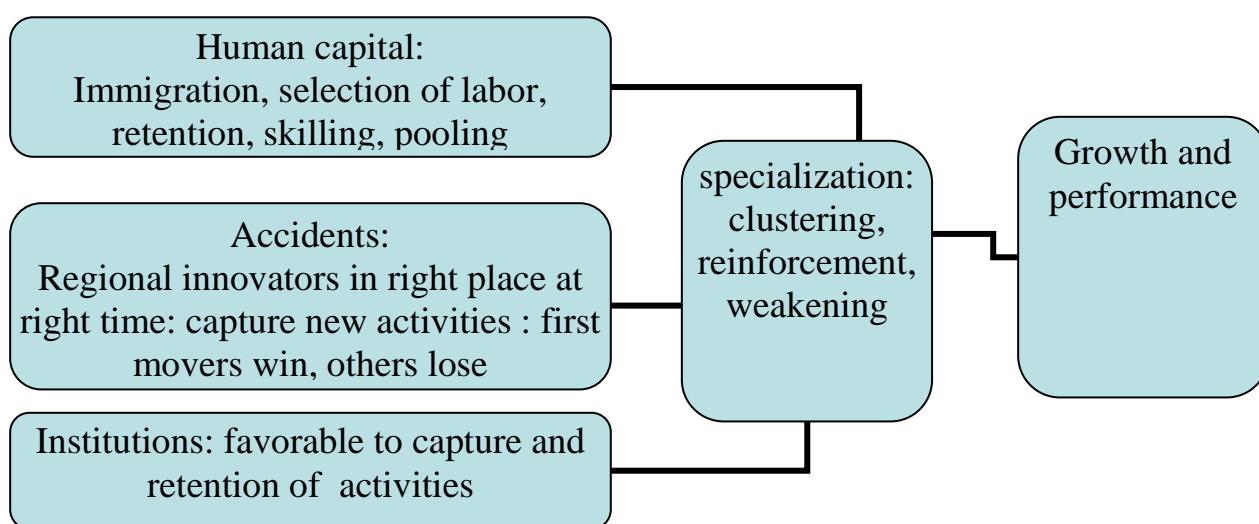 Human capital:
Immigration, selection of labor,
retention, skilling, pooling
Accidents:
Regional innovators in right place at
right time: capture new activities : first
movers win, others lose
Institutions: favorable to capture and
retention of  activities
specialization:
clustering,
reinforcement,
weakening
Growth and
performance